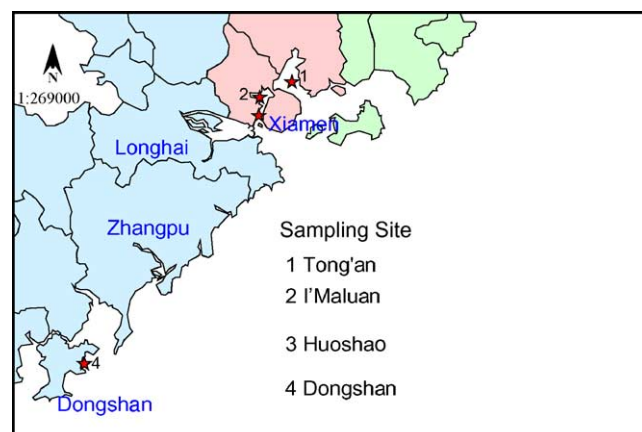 N
1:269000
1
2
Xiamen
Longhai
Zhangpu
Sampling Site
1 Tong'an
2 I'Maluan
3 Huoshao
4
4 Dongshan
Dongshan